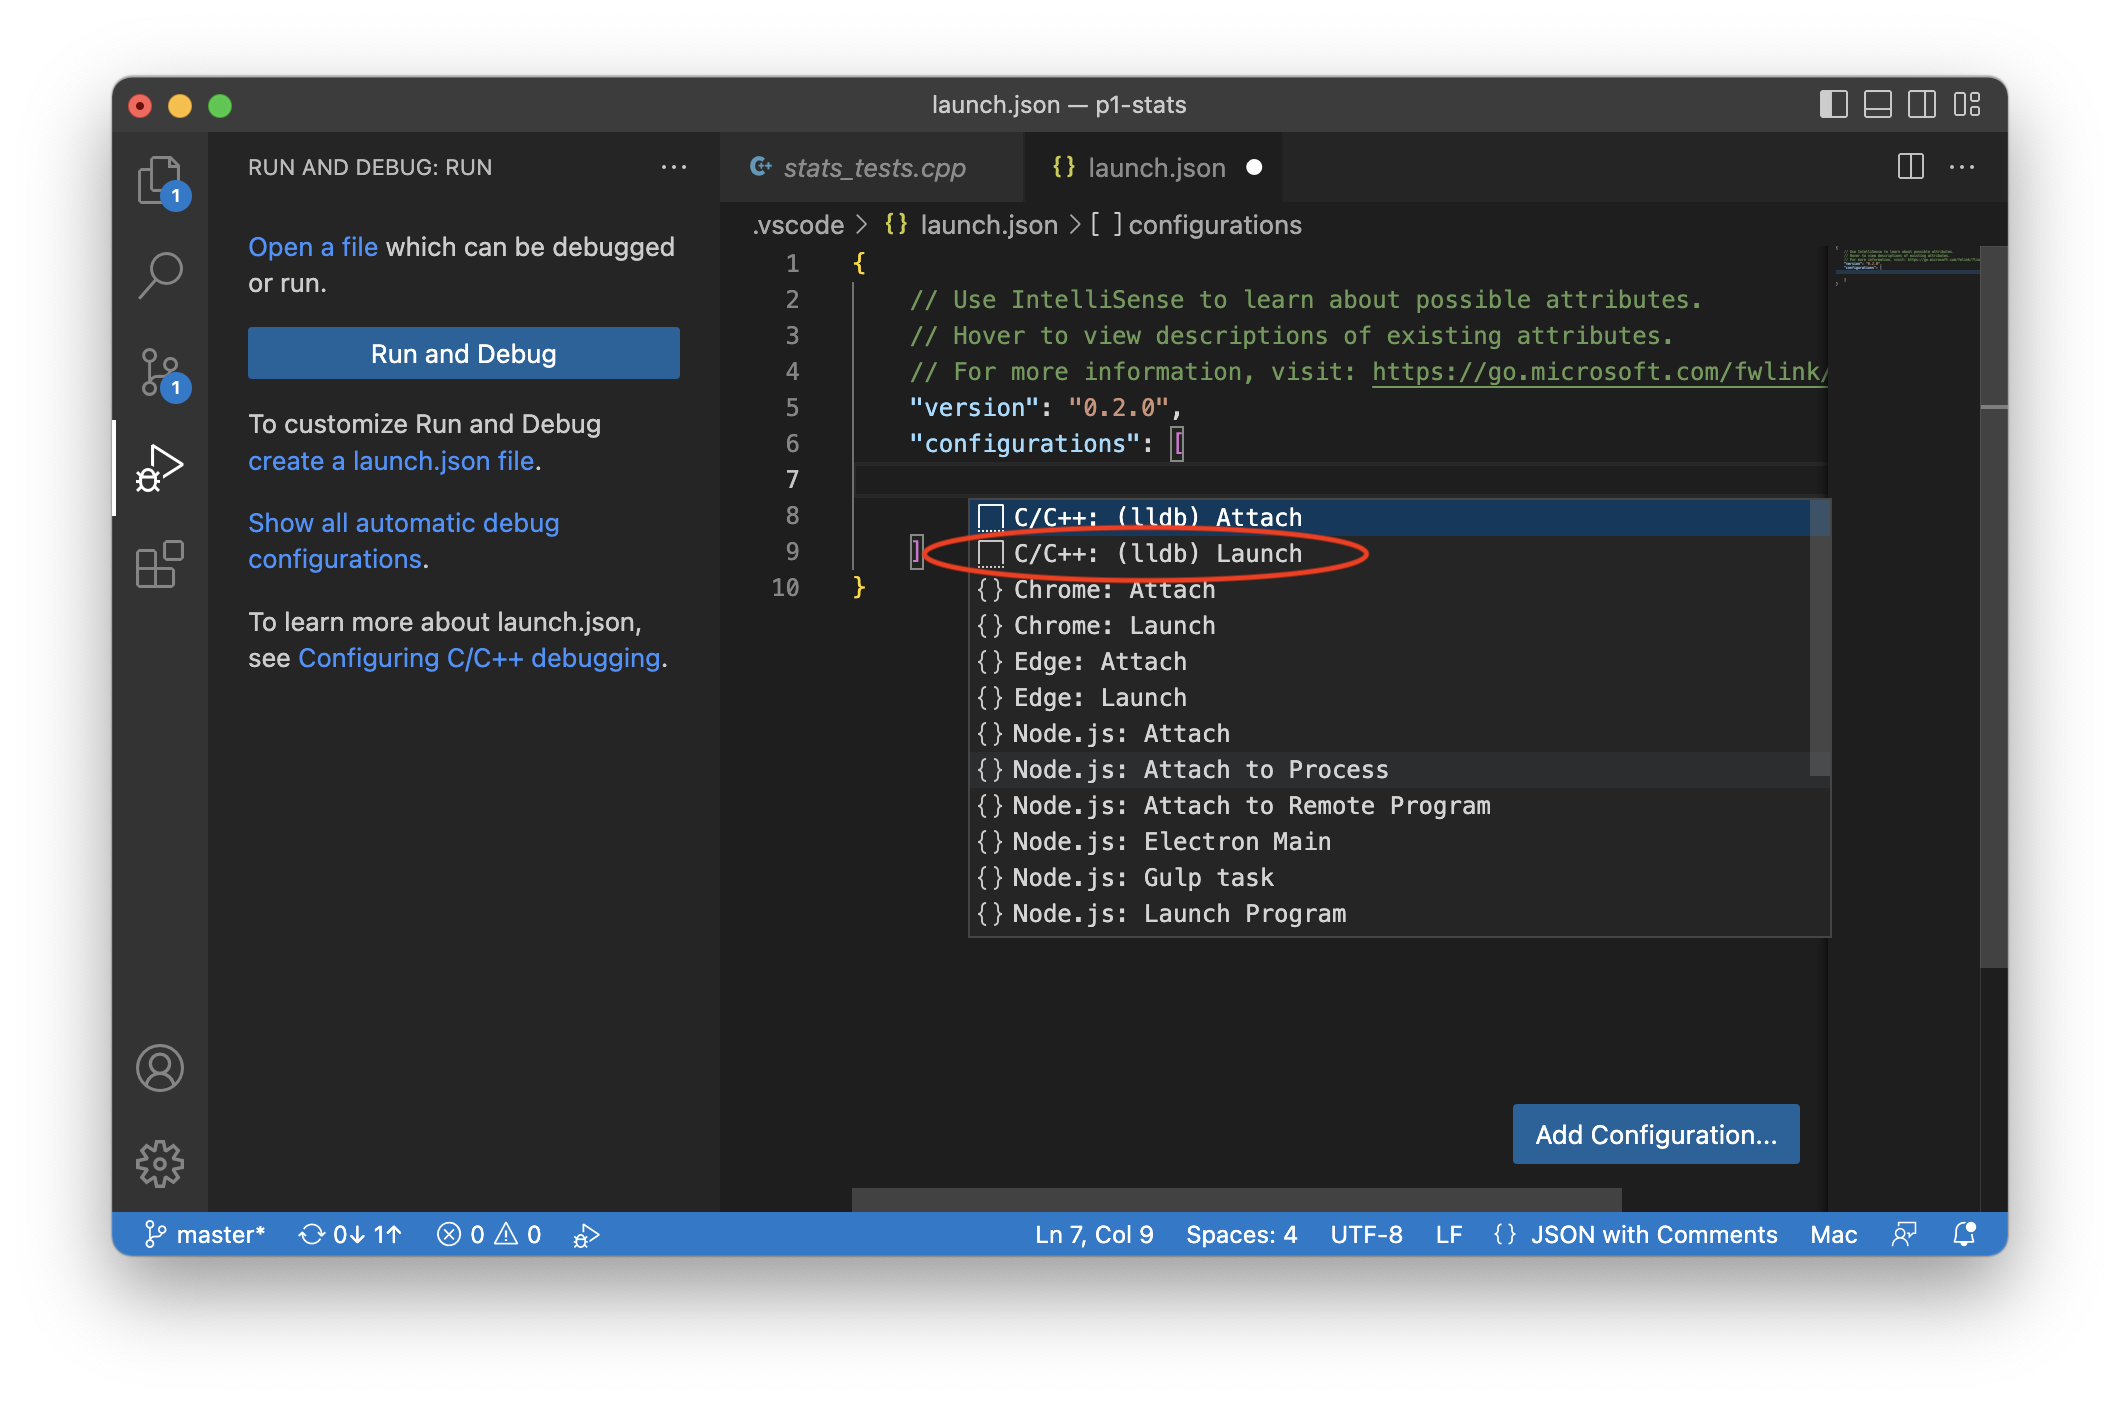 launch.json — p1-stats
RUN AND DEBUG: RUN
Open a file which can be debugged
or run.
Run and Debug
To customize Run and Debug
create a launch.json file.
Show all automatic debug
configurations.
To learn more about launch.json,
see Configuring C/C++ debugging.
1
1
stats_tests.cpp
{} launch.json
.vscode > {} launch.json > [ ] configurations
1 {
2 // Use IntelliSense to learn about possible attributes.
3 // Hover to view descriptions of existing attributes.
4 // For more information, visit: https://go.microsoft.com/fwlink/
5 "version": "0.2.0",
6 "configurations": [
7
8
9 ]
10 }
C/C++: (lldb) Attach
C/C++: (lldb) Launch
{} Chrome: Attach
{} Chrome: Launch
{} Edge: Attach
{} Edge: Launch
{} Node.js: Attach
{} Node.js: Attach to Process
{} Node.js: Attach to Remote Program
{} Node.js: Electron Main
{} Node.js: Gulp task
{} Node.js: Launch Program
Add Configuration...
master* 0↓ 1↑ 0 0 Ln 7, Col 9 Spaces: 4 UTF-8 LF {} JSON with Comments Mac